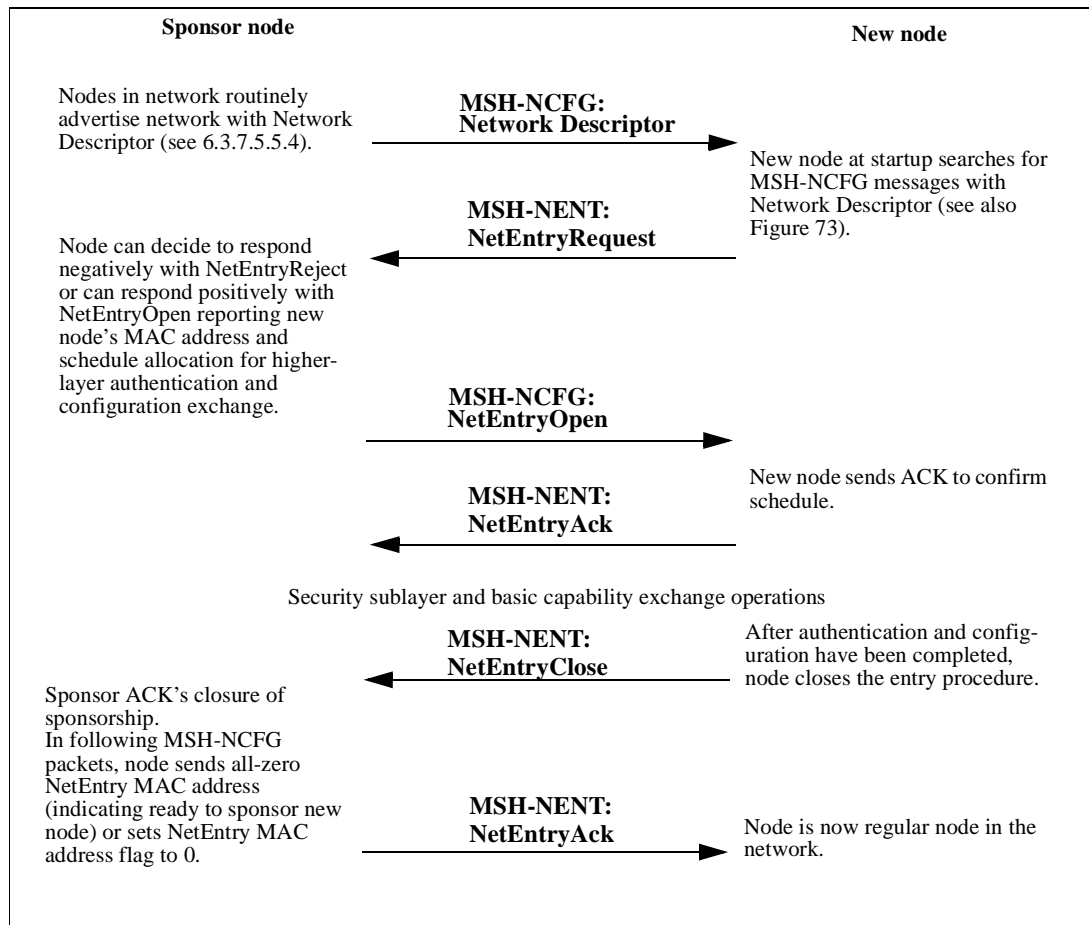 Sponsor node
New node
Nodes in network routinely
advertise network with Network
Descriptor (see 6.3.7.5.5.4).
MSH-NCFG:
Network Descriptor
New node at startup searches for
MSH-NCFG messages with
Network Descriptor (see also
Figure 73).
MSH-NENT:
NetEntryRequest
Node can decide to respond
negatively with NetEntryReject
or can respond positively with
NetEntryOpen reporting new
node's MAC address and
schedule allocation for higher-
layer authentication and
configuration exchange.
MSH-NCFG:
NetEntryOpen
New node sends ACK to confirm
schedule.
MSH-NENT:
NetEntryAck
Security sublayer and basic capability exchange operations
MSH-NENT:
NetEntryClose
After authentication and config-
uration have been completed,
node closes the entry procedure.
Sponsor ACK's closure of
sponsorship.
In following MSH-NCFG
packets, node sends all-zero
NetEntry MAC address
(indicating ready to sponsor new
node) or sets NetEntry MAC
address flag to 0.
MSH-NENT:
NetEntryAck
Node is now regular node in the
network.